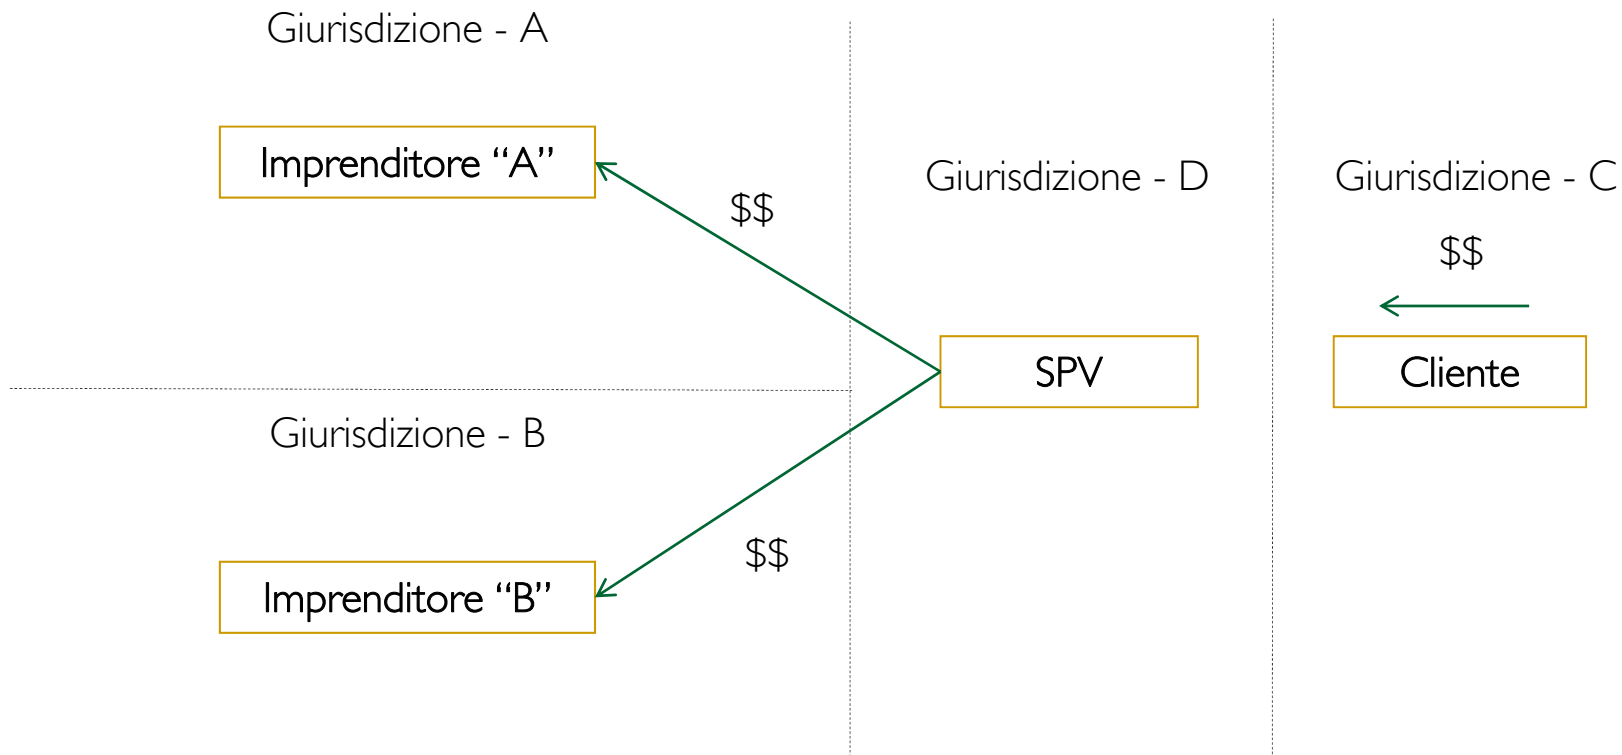 Giurisdizione - A
Imprenditore “A”
$$
Giurisdizione - D
Giurisdizione - C
$$
SPV
Cliente
Giurisdizione - B
$$
Imprenditore “B”